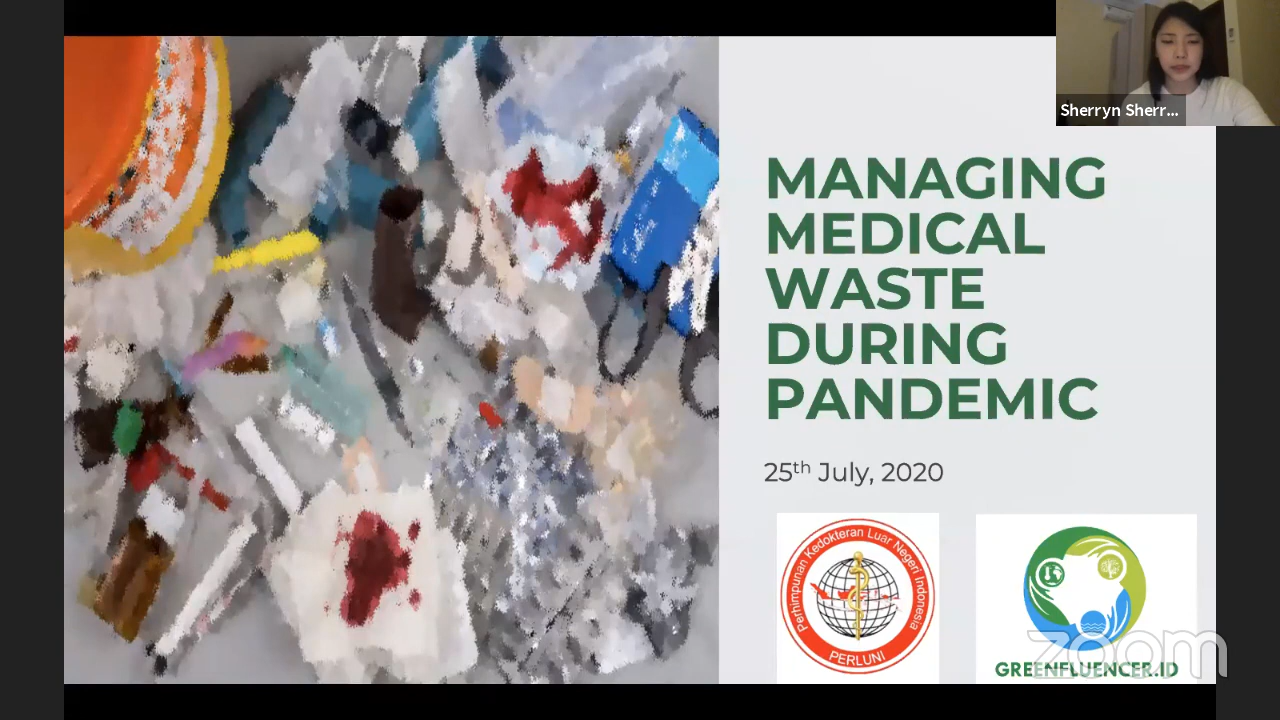 Sherryn Sherr...
MANAGING
MEDICAL
WASTE
DURING
PANDEMIC
25th July, 2020
Perhimpunan Kedokteran Luar Negeri Indonesia
PERLUNI
GREENFLUENCER.ID
zoom